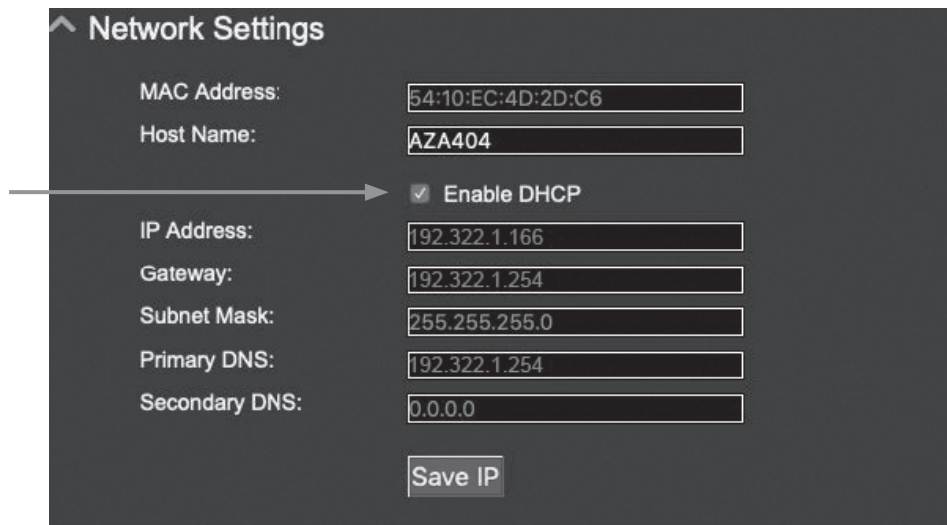 Network Settings
MAC Address: 54:10:EC:4D:2D:C6
Host Name: AZA404
Enable DHCP
IP Address: 192.322.1.166
Gateway: 192.322.1.254
Subnet Mask: 255.255.255.0
Primary DNS: 192.322.1.254
Secondary DNS: 0.0.0.0
Save IP